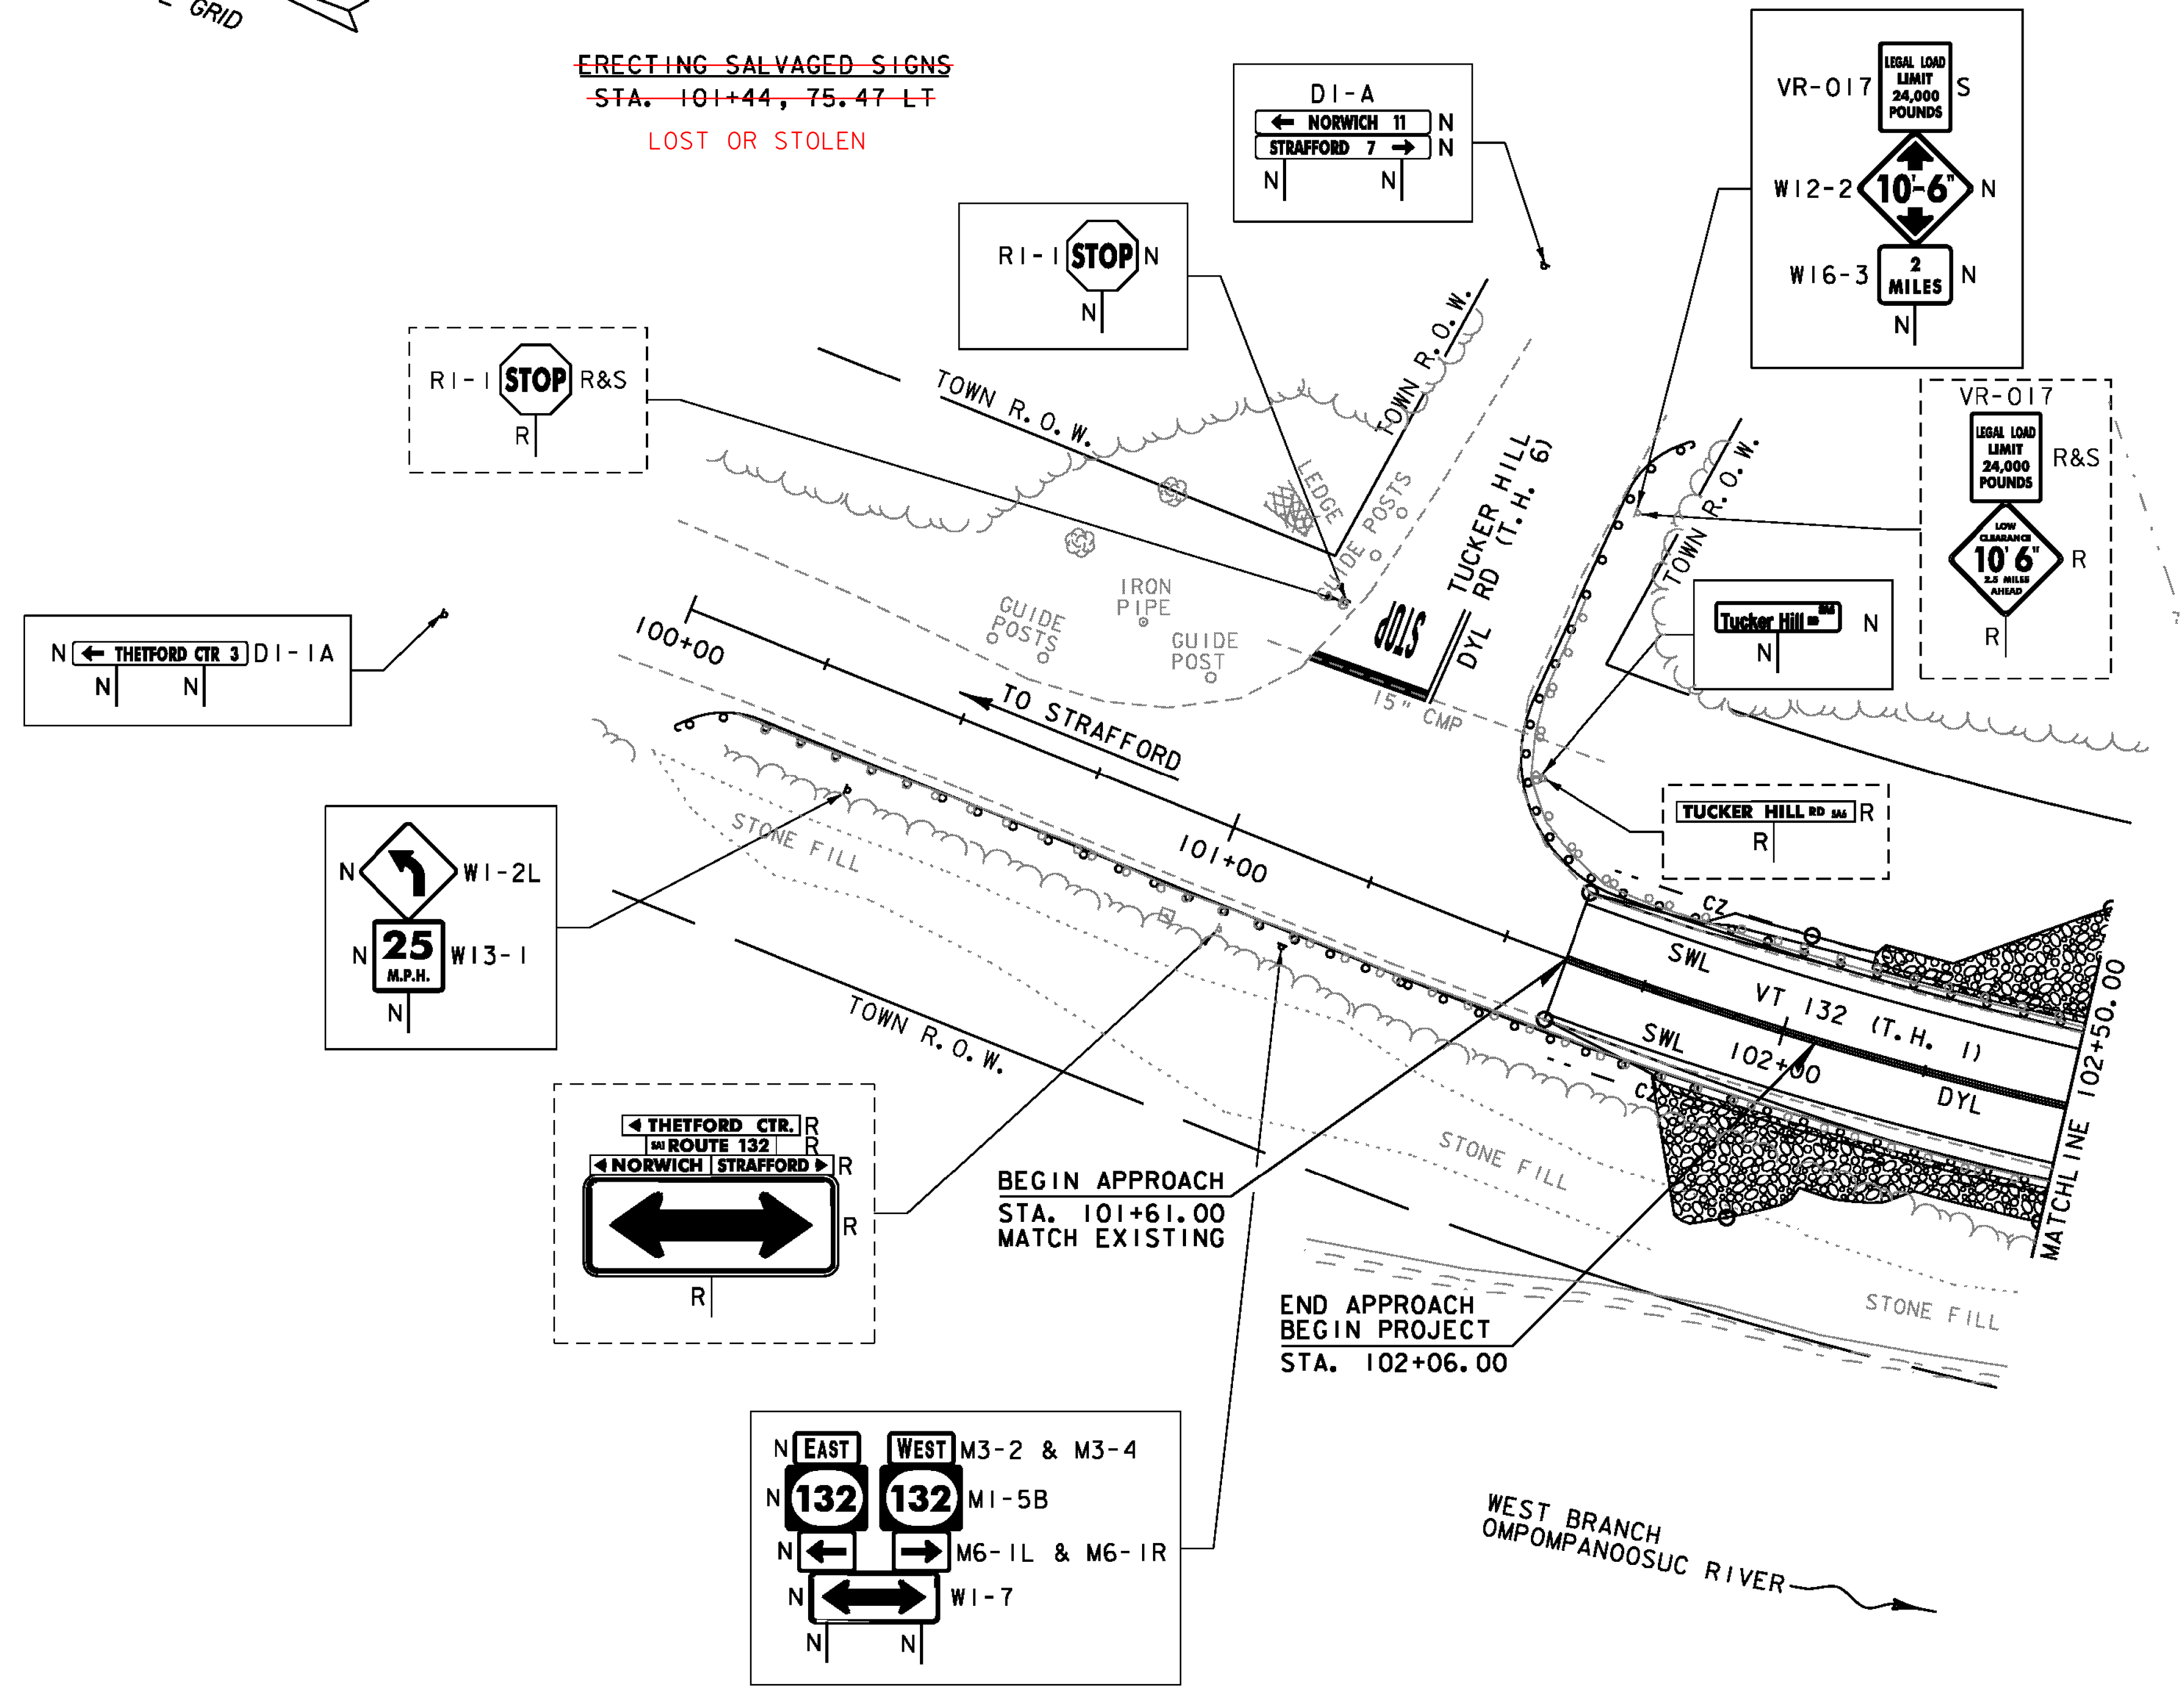 GRID
ERECTING SALVAGED SIGNS
STA. 101+44, 75.47 LT
LOST OR STOLEN
D1-A
← NORWICH 11 N
STRAFFORD 7 → N
N N
VR-017 LEGAL LOAD LIMIT 24,000 POUNDS S
W12-2 10'-6" N
W16-3 2 MILES N
N
R1-1 STOP N
N
R1-1 STOP R&S
R
VR-017
LEGAL LOAD
LIMIT
24,000
POUNDS
R&S
LOW
CLEARANCE
10' 6"
2.5 MILES
AHEAD
R
R
TOWN R.O.W.
TOWN R.O.W.
TOWN R.O.W.
LEDGE
GUIDE POSTS
TUCKER HILL
RD (T.H. 6)
STOP
DYL
IRON
PIPE
GUIDE
POSTS
GUIDE
POST
15" CMP
Tucker Hill RD SA6 N
N
N ← THETFORD CTR 3 D1-1A
N N
100+00
TO STRAFFORD
TUCKER HILL RD SA6 R
R
STONE FILL
101+00
N W1-2L
N 25 M.P.H. W13-1
N
CZ
SWL
VT 132 (T.H. 1)
SWL
102+00
DYL
CZ
MATCHLINE 102+50.00
TOWN R.O.W.
◄ THETFORD CTR. R
SA1 ROUTE 132 R
◄ NORWICH STRAFFORD ► R
R
R
BEGIN APPROACH
STA. 101+61.00
MATCH EXISTING
STONE FILL
STONE FILL
END APPROACH
BEGIN PROJECT
STA. 102+06.00
N EAST WEST M3-2 & M3-4
N 132 132 M1-5B
N ← → M6-1L & M6-1R
N W1-7
N N
WEST BRANCH
OMPOMPANOOSUC RIVER